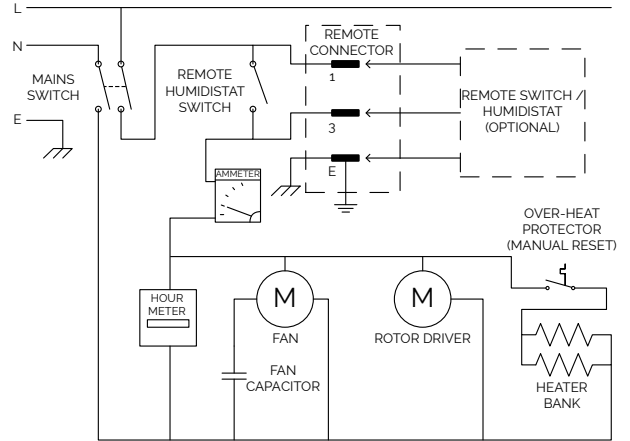 L
N
E
MAINS
SWITCH
REMOTE
HUMIDISTAT
SWITCH
REMOTE
CONNECTOR
1
3
E
REMOTE SWITCH /
HUMIDISTAT
(OPTIONAL)
AMMETER
OVER-HEAT
PROTECTOR
(MANUAL RESET)
HOUR
METER
M
FAN
M
ROTOR DRIVER
FAN
CAPACITOR
HEATER
BANK